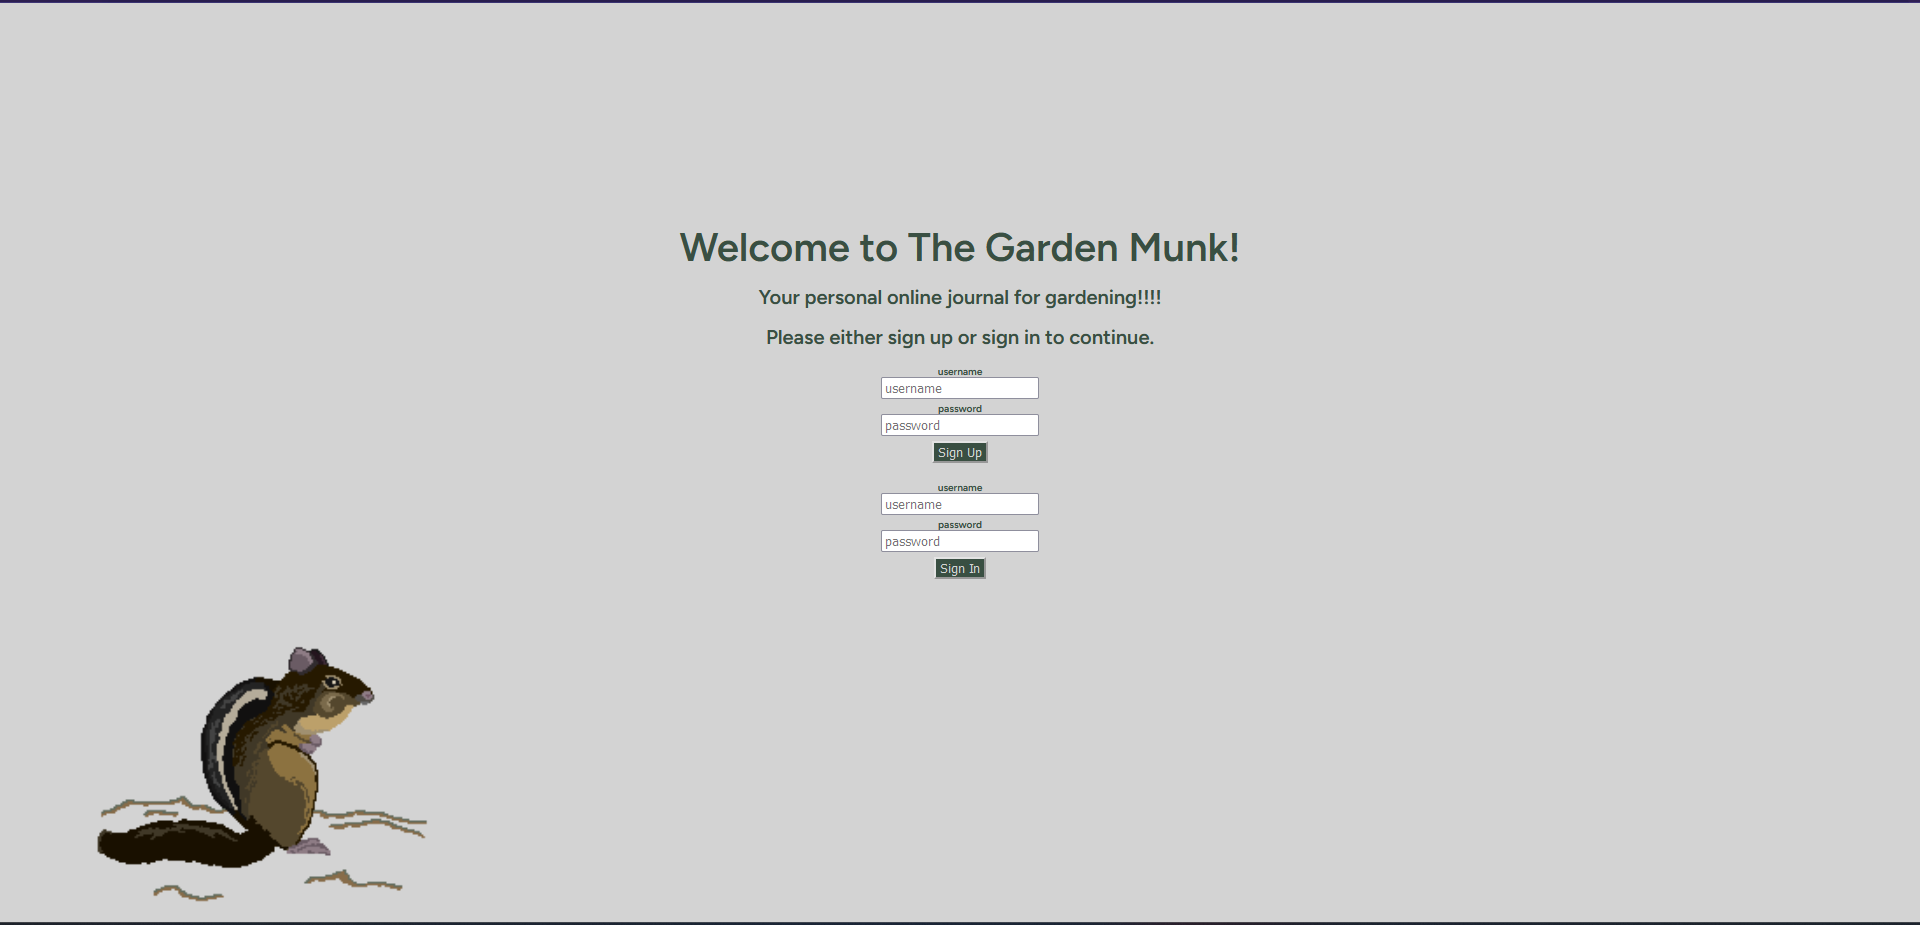 Welcome to The Garden Munk!
Your personal online journal for gardening!!!!
Please either sign up or sign in to continue.
username
username
password
password
Sign Up
username
username
password
password
Sign In